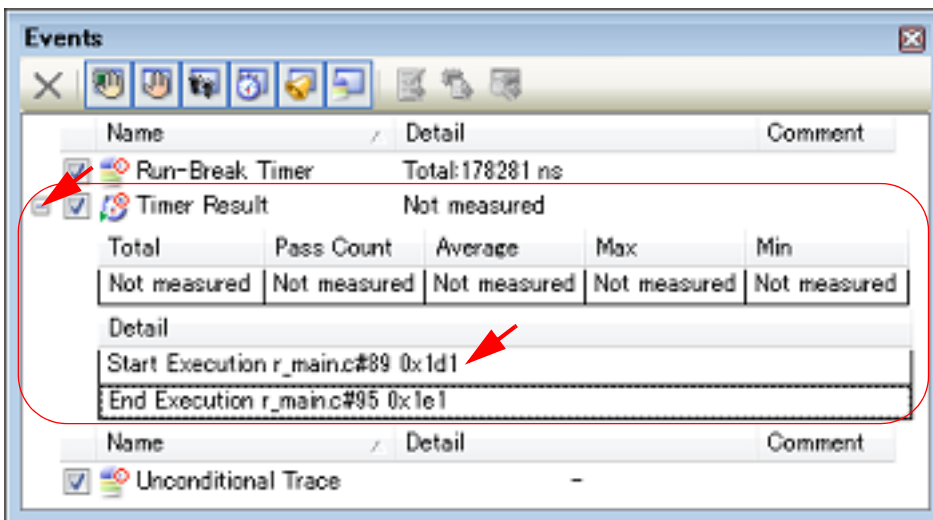 Events
Name Detail Comment
Run-Break Timer Total:178281 ns
Timer Result Not measured
Total Pass Count Average Max Min
Not measured Not measured Not measured Not measured Not measured
Detail
Start Execution r_main.c#89 0x1d1
End Execution r_main.c#95 0x1e1
Name Detail Comment
Unconditional Trace -